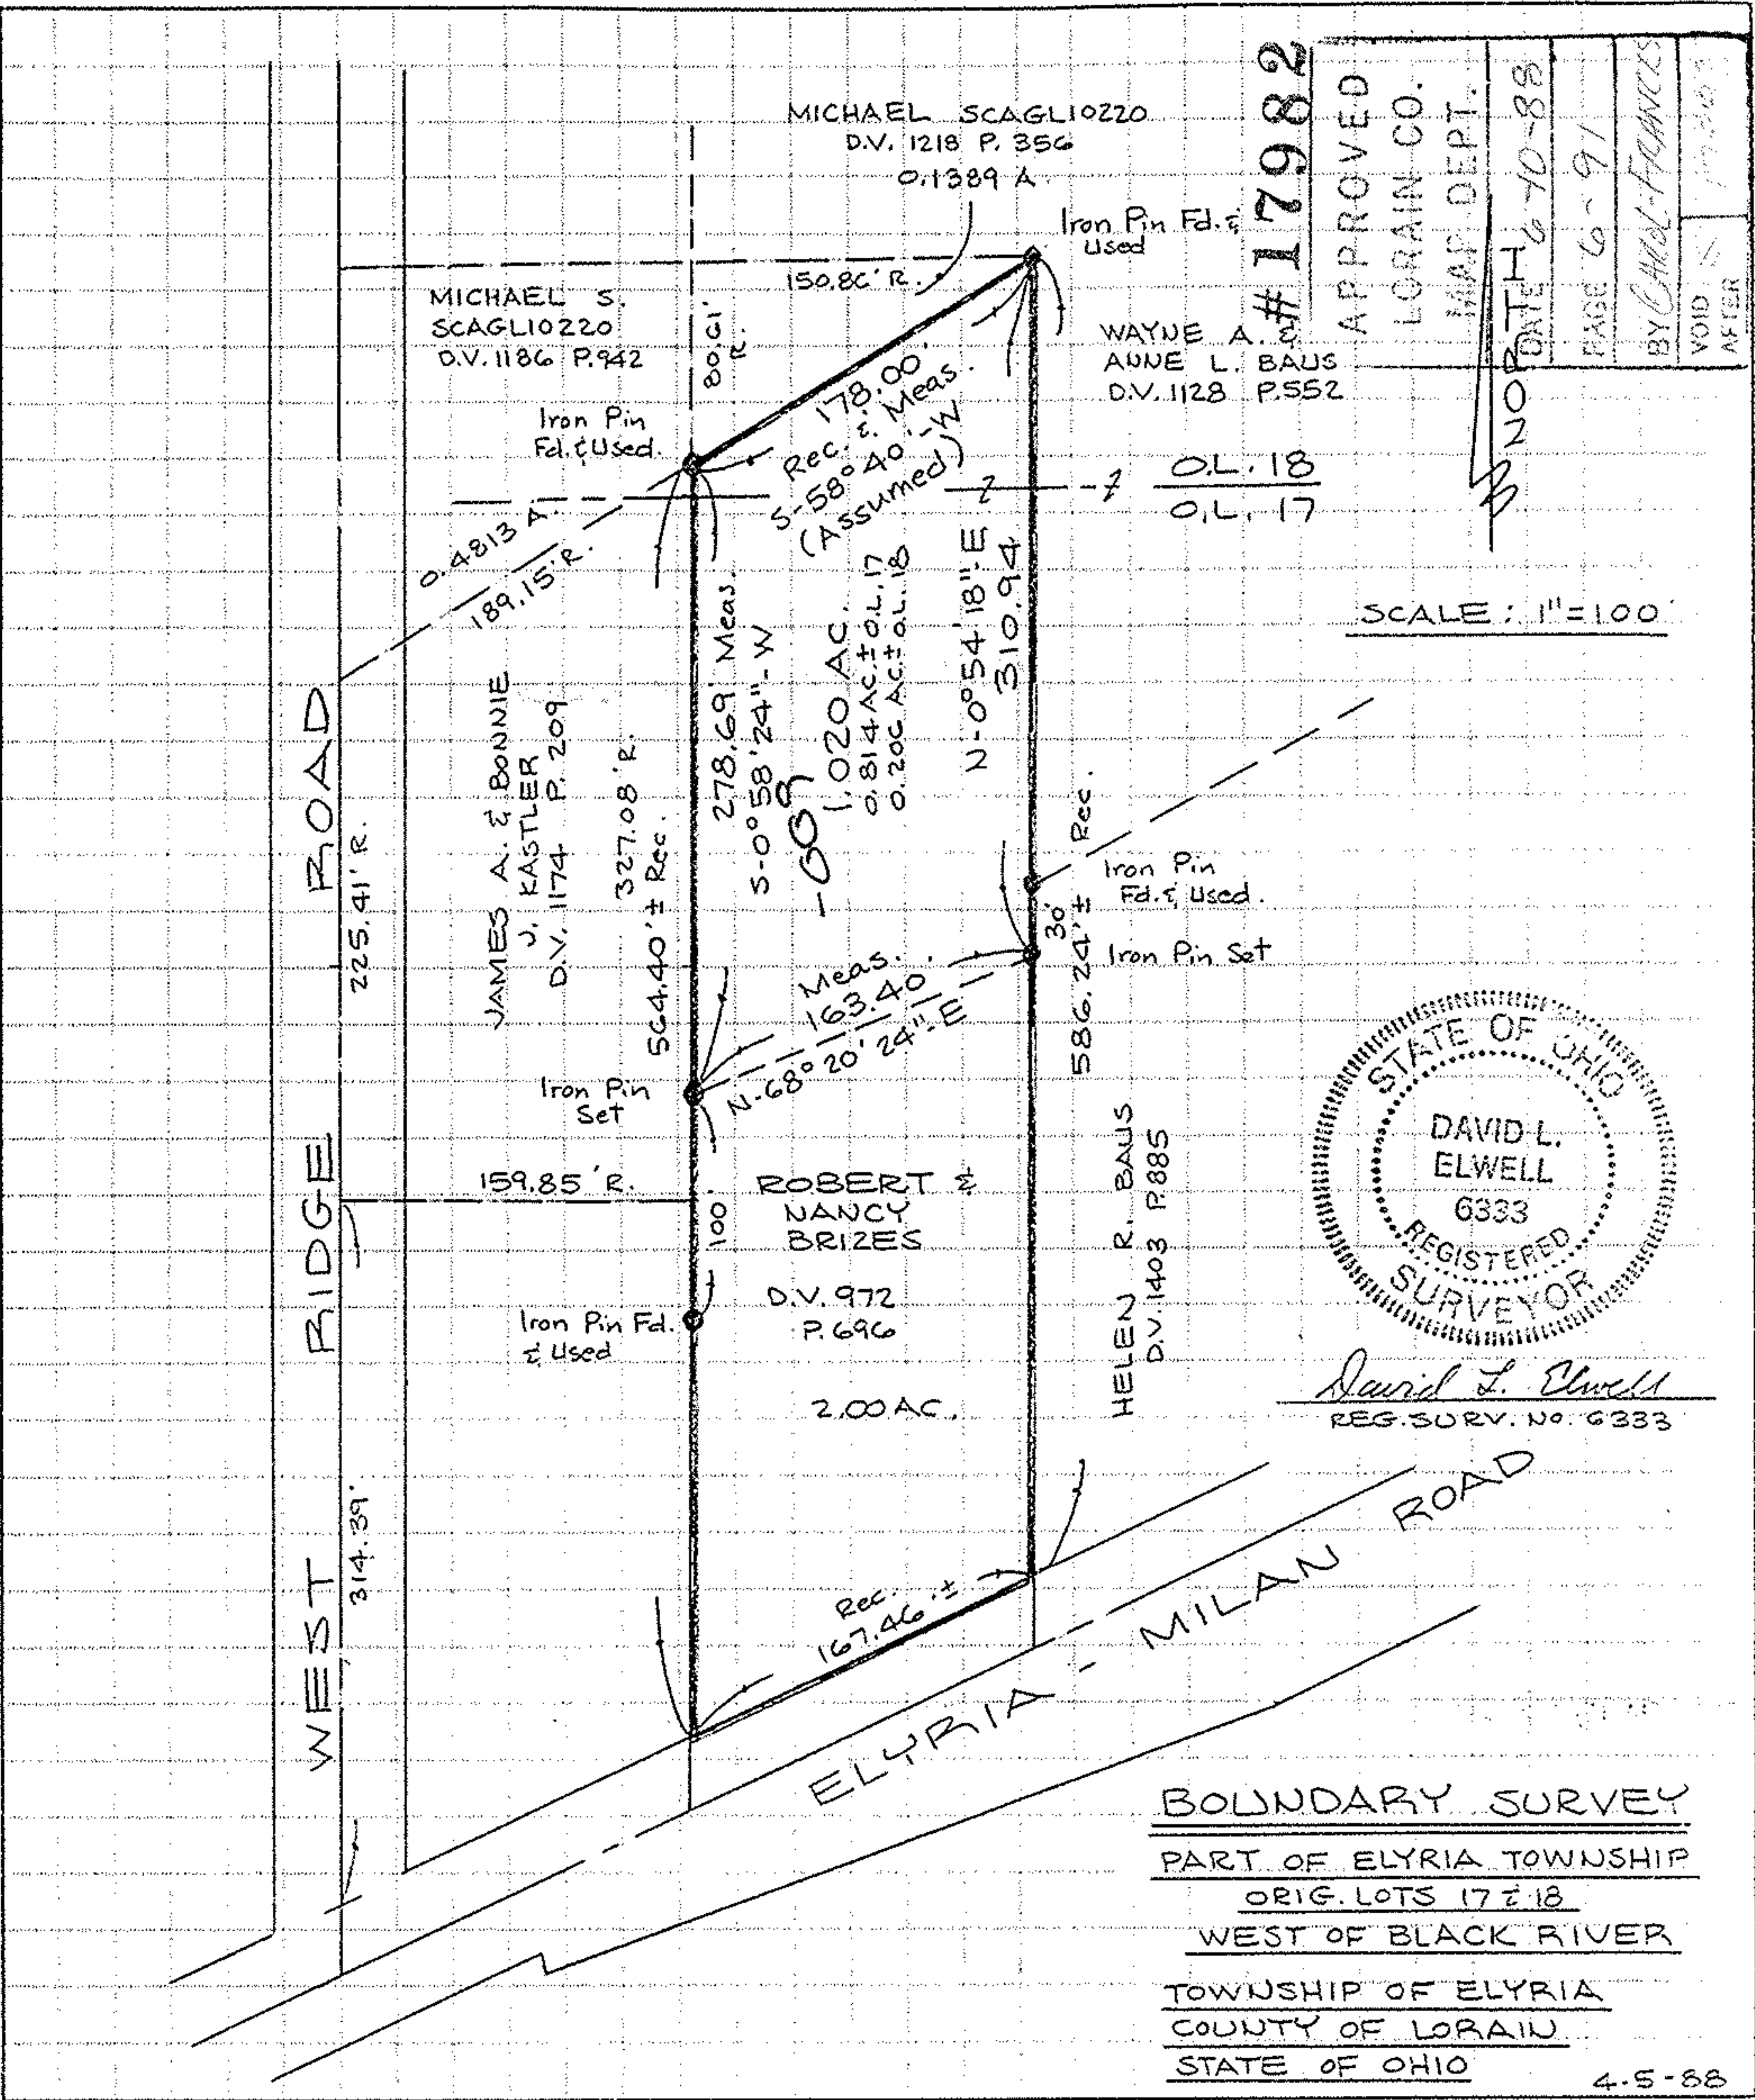 MICHAEL SCAGLIOZZO
D.V. 1218 P. 356
0.1389 A.
# 17982
APPROVED
LORAIN CO.
MAP DEPT.
DATE 6-10-88
PAGE 6-91
BY
VOID
AFTER
NORTH
Iron Pin Fd. &
Used
150.86' R.
MICHAEL S.
SCAGLIOZZO
D.V. 1186 P.942
80.61'
R.
WAYNE A. &
ANNE L. BAUS
D.V. 1128 P.552
Iron Pin
Fd. & Used.
178.00'
Rec. & Meas.
S-58°40'-W
(Assumed)
O.L. 18
O.L. 17
0.4813 A.
189.15' R.
SCALE: 1"=100'
278.69' Meas.
S-0°58'24"-W
1.020 AC.
0.814 AC.± O.L. 17
0.206 AC.± O.L. 18
N-0°54'18"-E
310.94
JAMES A. & BONNIE
J. KASTLER
D.V. 1174 P. 209
327.08' R.
564.40'± Rec.
225.41' R.
WEST RIDGE ROAD
Iron Pin
Fd. & Used.
30'
Iron Pin Set
586.24'± Rec.
Meas.
163.40'
N-68°20'24"-E
Iron Pin
Set
159.85' R.
100'
ROBERT &
NANCY
BRIZES
D.V. 972
P. 696
2.00 AC.
Iron Pin Fd.
& Used
HELEN R. BAUS
D.V. 1403 P.885
STATE OF OHIO
DAVID L.
ELWELL
6333
REGISTERED
SURVEYOR
David L. Elwell
REG. SURV. NO. 6333
314.39'
Rec.
167.46'±
ELYRIA - MILAN ROAD
BOUNDARY SURVEY
PART OF ELYRIA TOWNSHIP
ORIG. LOTS 17 & 18
WEST OF BLACK RIVER
TOWNSHIP OF ELYRIA
COUNTY OF LORAIN
STATE OF OHIO
4-5-88